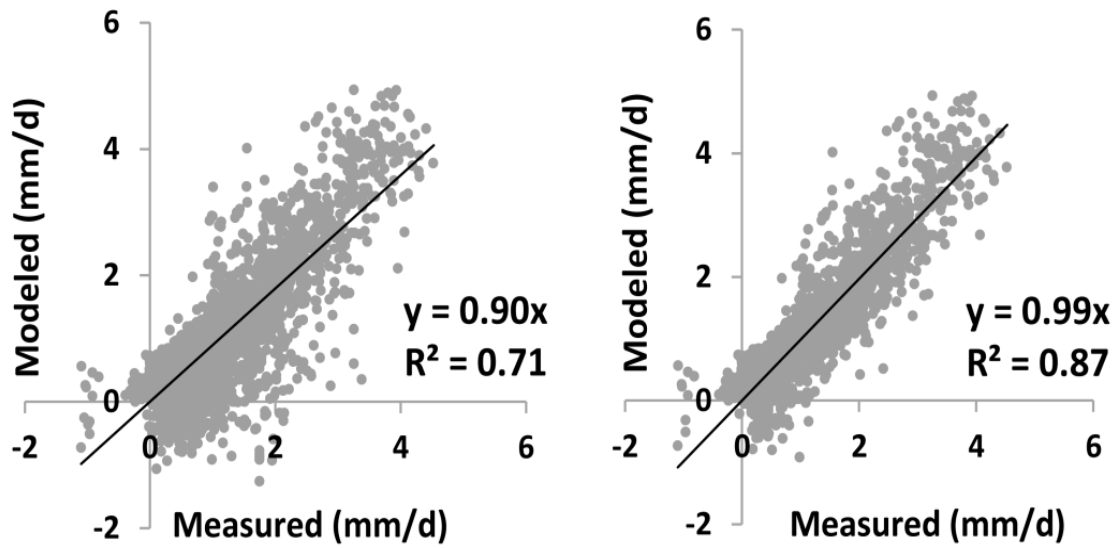 6
4
2
0
-2
-2
0
2
4
6
Modeled (mm/d)
Measured (mm/d)
y = 0.90x
R² = 0.71
6
4
2
0
-2
-2
0
2
4
6
Modeled (mm/d)
Measured (mm/d)
y = 0.99x
R² = 0.87